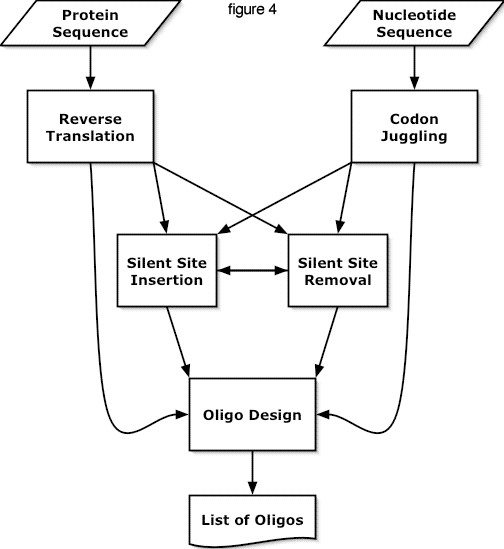 figure 4
Protein
Sequence
Nucleotide
Sequence
Reverse
Translation
Codon
Juggling
Silent Site
Insertion
Silent Site
Removal
Oligo Design
List of Oligos